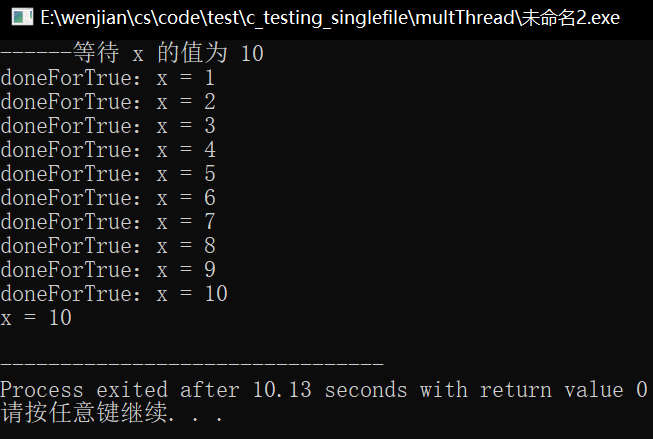 E:\wenjian\cs\code\test\c_testing_singlefile\multThread\未命名2.exe
------等待 x 的值为 10
doneForTrue: x = 1
doneForTrue: x = 2
doneForTrue: x = 3
doneForTrue: x = 4
doneForTrue: x = 5
doneForTrue: x = 6
doneForTrue: x = 7
doneForTrue: x = 8
doneForTrue: x = 9
doneForTrue: x = 10
x = 10
--------------------------------
Process exited after 10.13 seconds with return value 0
请按任意键继续. . .